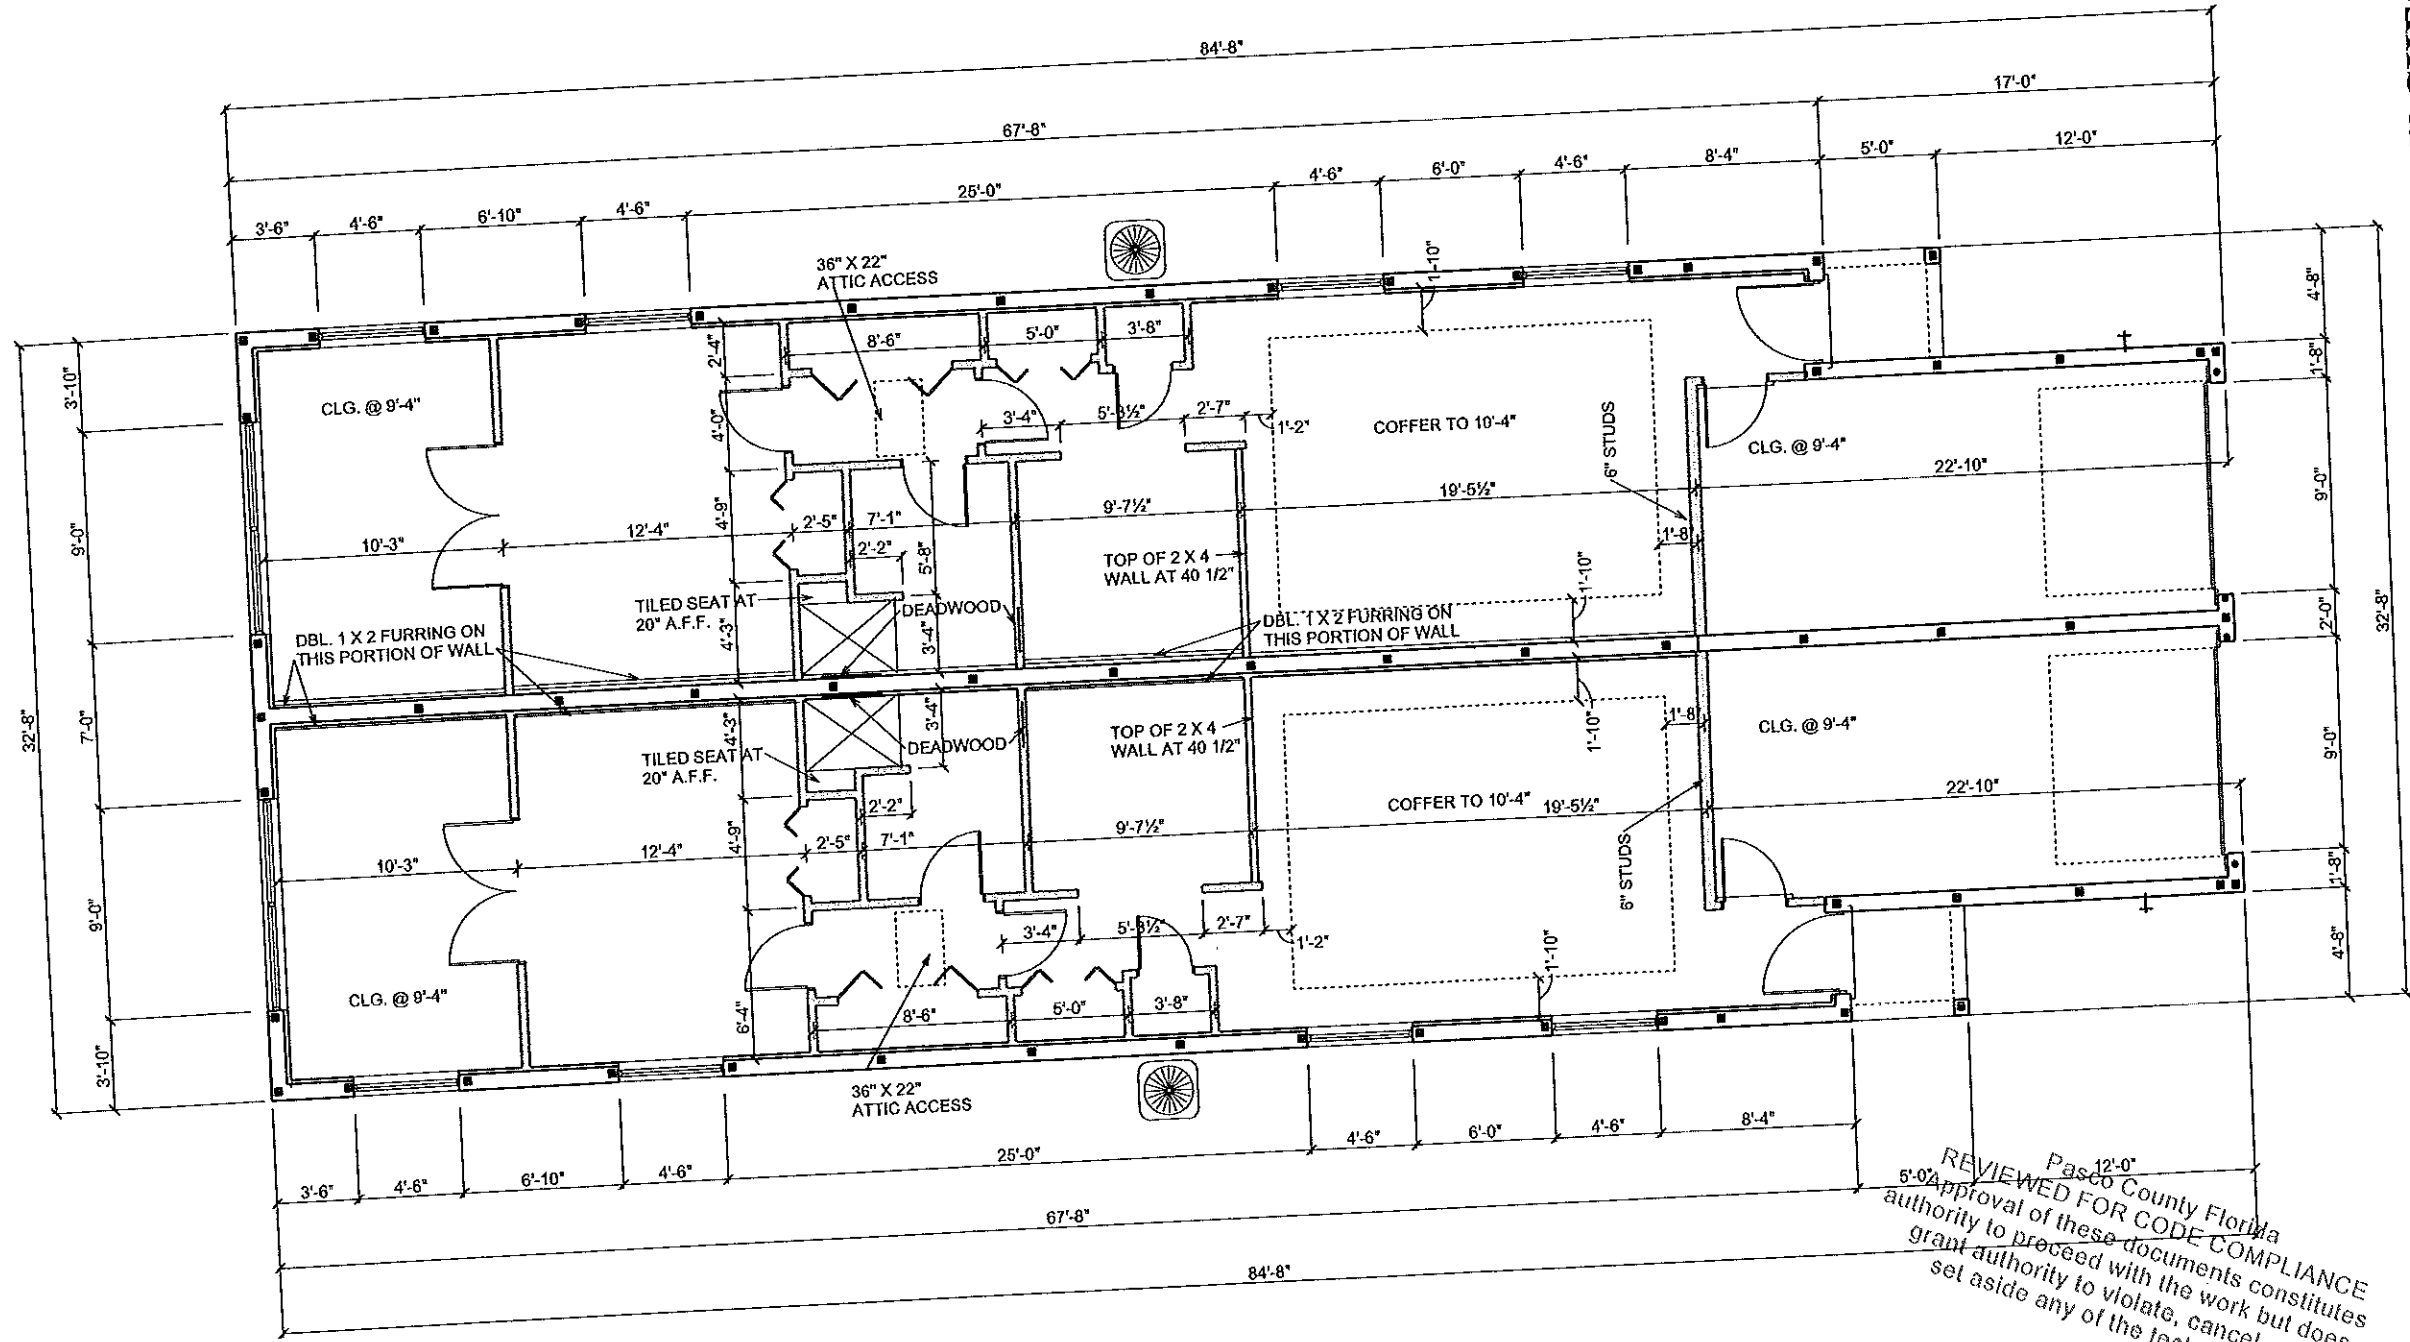 84'-8"
17'-0"
67'-8"
5'-0"
12'-0"
3'-6"
4'-6"
6'-10"
4'-6"
25'-0"
4'-6"
6'-0"
4'-6"
8'-4"
36" X 22"
ATTIC ACCESS
1'-10"
4'-8"
2'-4"
8'-6"
5'-0"
3'-8"
1'-8"
3'-10"
CLG. @ 9'-4"
4'-0"
3'-4"
2'-7"
1'-2"
COFFER TO 10'-4"
6" STUDS
CLG. @ 9'-4"
22'-10"
9'-0"
9'-0"
10'-3"
12'-4"
4'-9"
2'-5"
7'-1"
9'-7½"
19'-5½"
1'-8"
2'-2"
5'-8"
TOP OF 2 X 4
WALL AT 40 1/2"
1'-10"
32'-8"
TILED SEAT AT
20" A.F.F.
DEADWOOD
DBL. 1 X 2 FURRING ON
THIS PORTION OF WALL
2'-0"
DBL. 1 X 2 FURRING ON
THIS PORTION OF WALL
4'-3"
3'-4"
32'-8"
7'-0"
4'-3"
3'-4"
TILED SEAT AT
20" A.F.F.
DEADWOOD
TOP OF 2 X 4
WALL AT 40 1/2"
1'-10"
1'-8"
CLG. @ 9'-4"
9'-0"
2'-2"
COFFER TO 10'-4"
19'-5½"
22'-10"
10'-3"
12'-4"
4'-9"
2'-5"
7'-1"
9'-7½"
6" STUDS
1'-8"
9'-0"
3'-4"
2'-7"
1'-2"
1'-10"
4'-8"
CLG. @ 9'-4"
6'-4"
8'-6"
5'-0"
3'-8"
3'-10"
36" X 22"
ATTIC ACCESS
3'-6"
4'-6"
6'-10"
4'-6"
25'-0"
4'-6"
6'-0"
4'-6"
8'-4"
5'-0"
12'-0"
67'-8"
84'-8"
Pasco County Florida
REVIEWED FOR CODE COMPLIANCE
Approval of these documents constitutes
authority to proceed with the work but does
grant authority to violate, cancel
set aside any of the